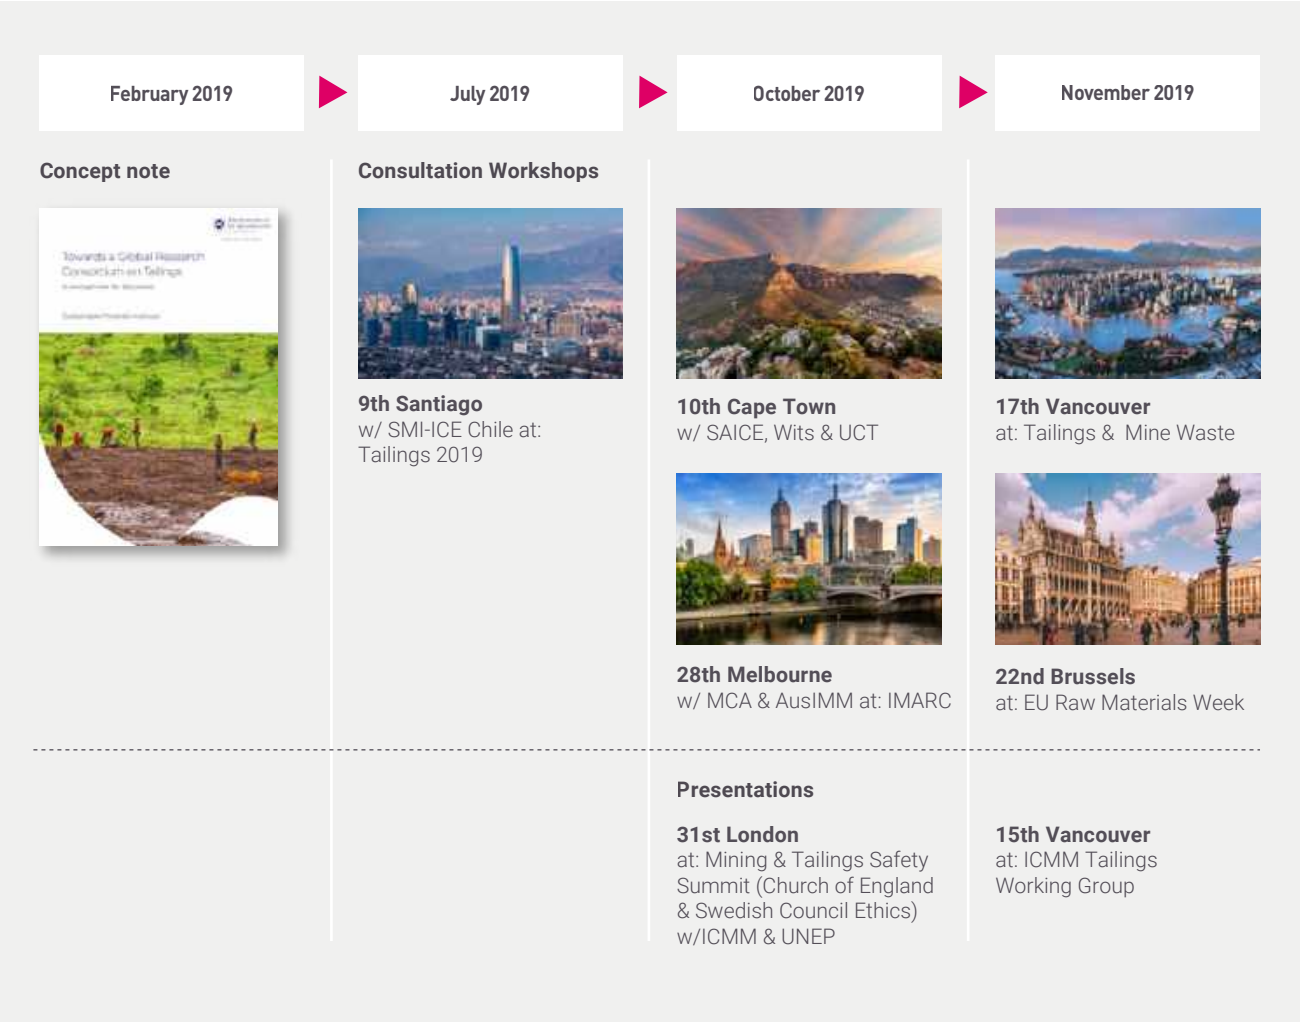 February 2019
July 2019
October 2019
November 2019
Concept note
Towards a Global Research
Consortium on Tailings
Consultation Workshops
9th Santiago
w/ SMI-ICE Chile at:
Tailings 2019
10th Cape Town
w/ SAICE, Wits & UCT
28th Melbourne
w/ MCA & AusIMM at: IMARC
17th Vancouver
at: Tailings & Mine Waste
22nd Brussels
at: EU Raw Materials Week
Presentations
31st London
at: Mining & Tailings Safety
Summit (Church of England
& Swedish Council Ethics)
w/ICMM & UNEP
15th Vancouver
at: ICMM Tailings
Working Group